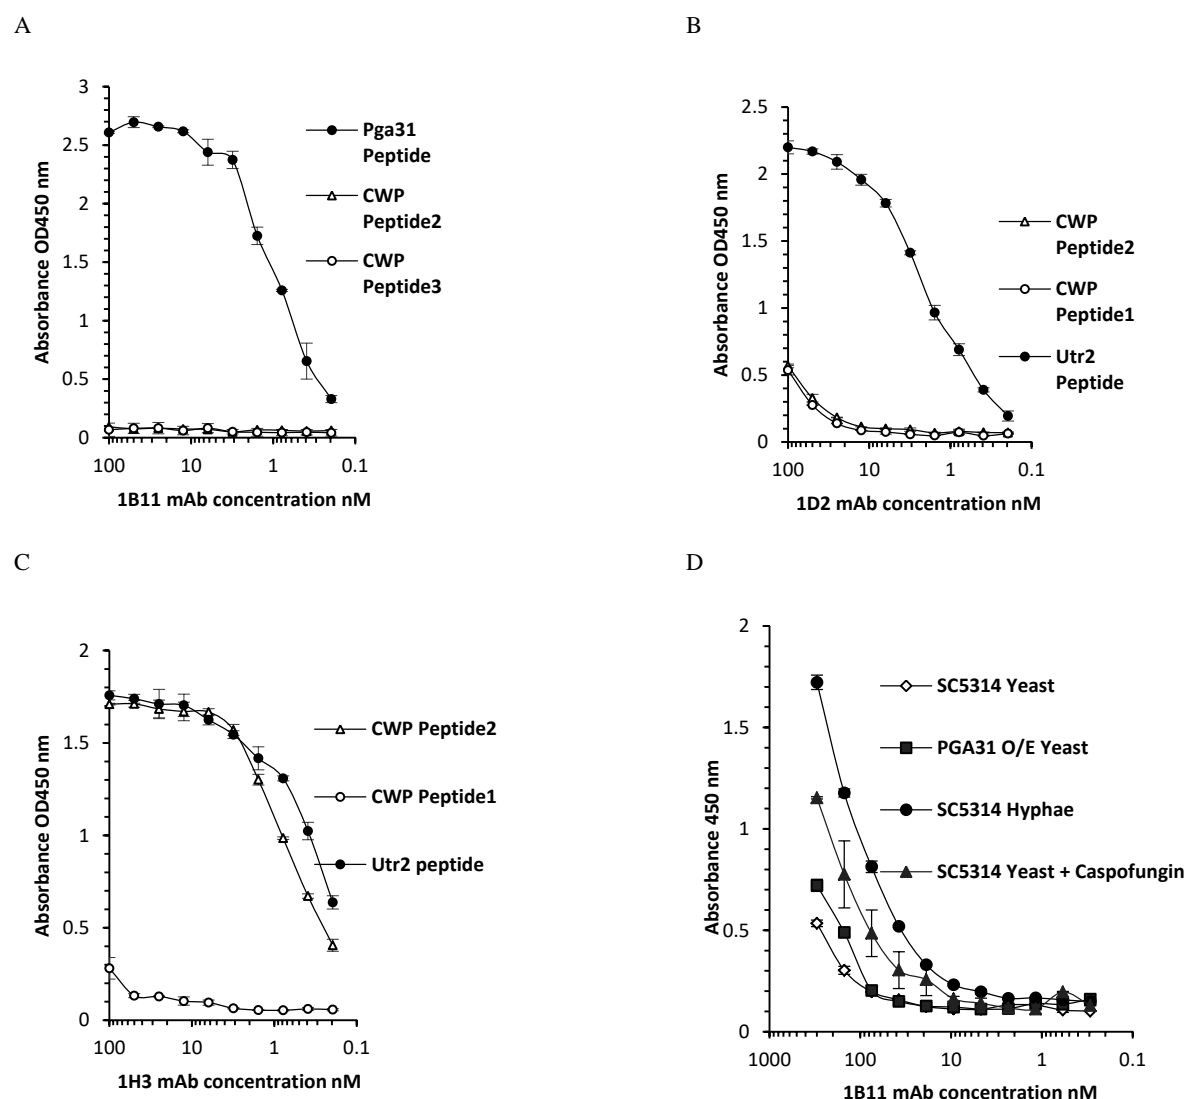 A
3
2.5
2
1.5
1
0.5
0
100
10
1
0.1
Absorbance OD450 nm
1B11 mAb concentration nM
Pga31
Peptide
CWP
Peptide2
CWP
Peptide3
B
2.5
2
1.5
1
0.5
0
100
10
1
0.1
Absorbance OD450 nm
1D2 mAb concentration nM
CWP
Peptide2
CWP
Peptide1
Utr2
Peptide
C
2
1.5
1
0.5
0
100
10
1
0.1
Absorbance OD450 nm
1H3 mAb concentration nM
CWP Peptide2
CWP Peptide1
Utr2 peptide
D
2
1.5
1
0.5
0
1000
100
10
1
0.1
Absorbance 450 nm
1B11 mAb concentration nM
SC5314 Yeast
PGA31 O/E Yeast
SC5314 Hyphae
SC5314 Yeast + Caspofungin